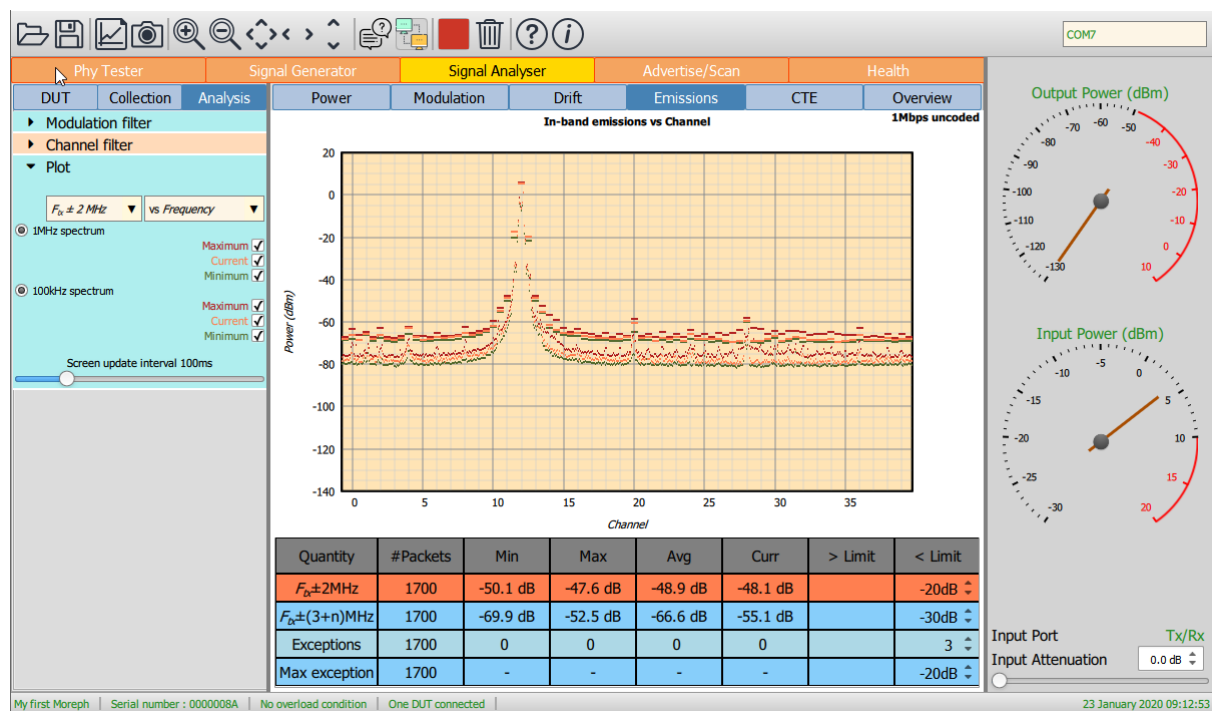 COM7
Phy Tester Signal Generator Signal Analyser Advertise/Scan Health
DUT Collection Analysis Power Modulation Drift Emissions CTE Overview
Modulation filter
Channel filter
Plot
Ftx ± 2 MHz vs Frequency
1MHz spectrum
Maximum
Current
Minimum
100kHz spectrum
Maximum
Current
Minimum
Screen update interval 100ms
In-band emissions vs Channel 1Mbps uncoded
20
0
-20
-40
-60
-80
-100
-120
-140
Power (dBm)
0 5 10 15 20 25 30 35
Channel
Quantity #Packets Min Max Avg Curr > Limit < Limit
Ftx±2MHz 1700 -50.1 dB -47.6 dB -48.9 dB -48.1 dB -20dB
Ftx±(3+n)MHz 1700 -69.9 dB -52.5 dB -66.6 dB -55.1 dB -30dB
Exceptions 1700 0 0 0 0 3
Max exception 1700 - - - - -20dB
Output Power (dBm)
-130 -120 -110 -100 -90 -80 -70 -60 -50 -40 -30 -20 -10 0 10
Input Power (dBm)
-30 -25 -20 -15 -10 -5 0 5 10 15 20
Input Port Tx/Rx
Input Attenuation 0.0 dB
My first Moreph Serial number : 0000008A No overload condition One DUT connected 23 January 2020 09:12:53